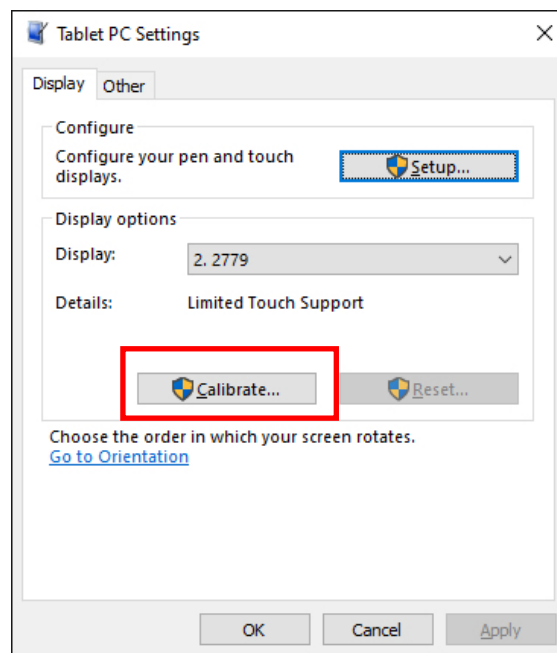 Tablet PC Settings
Display
Other
Configure
Configure your pen and touch
displays.
Setup...
Display options
Display:
2. 2779
Details:
Limited Touch Support
Calibrate...
Reset...
Choose the order in which your screen rotates.
Go to Orientation
OK
Cancel
Apply